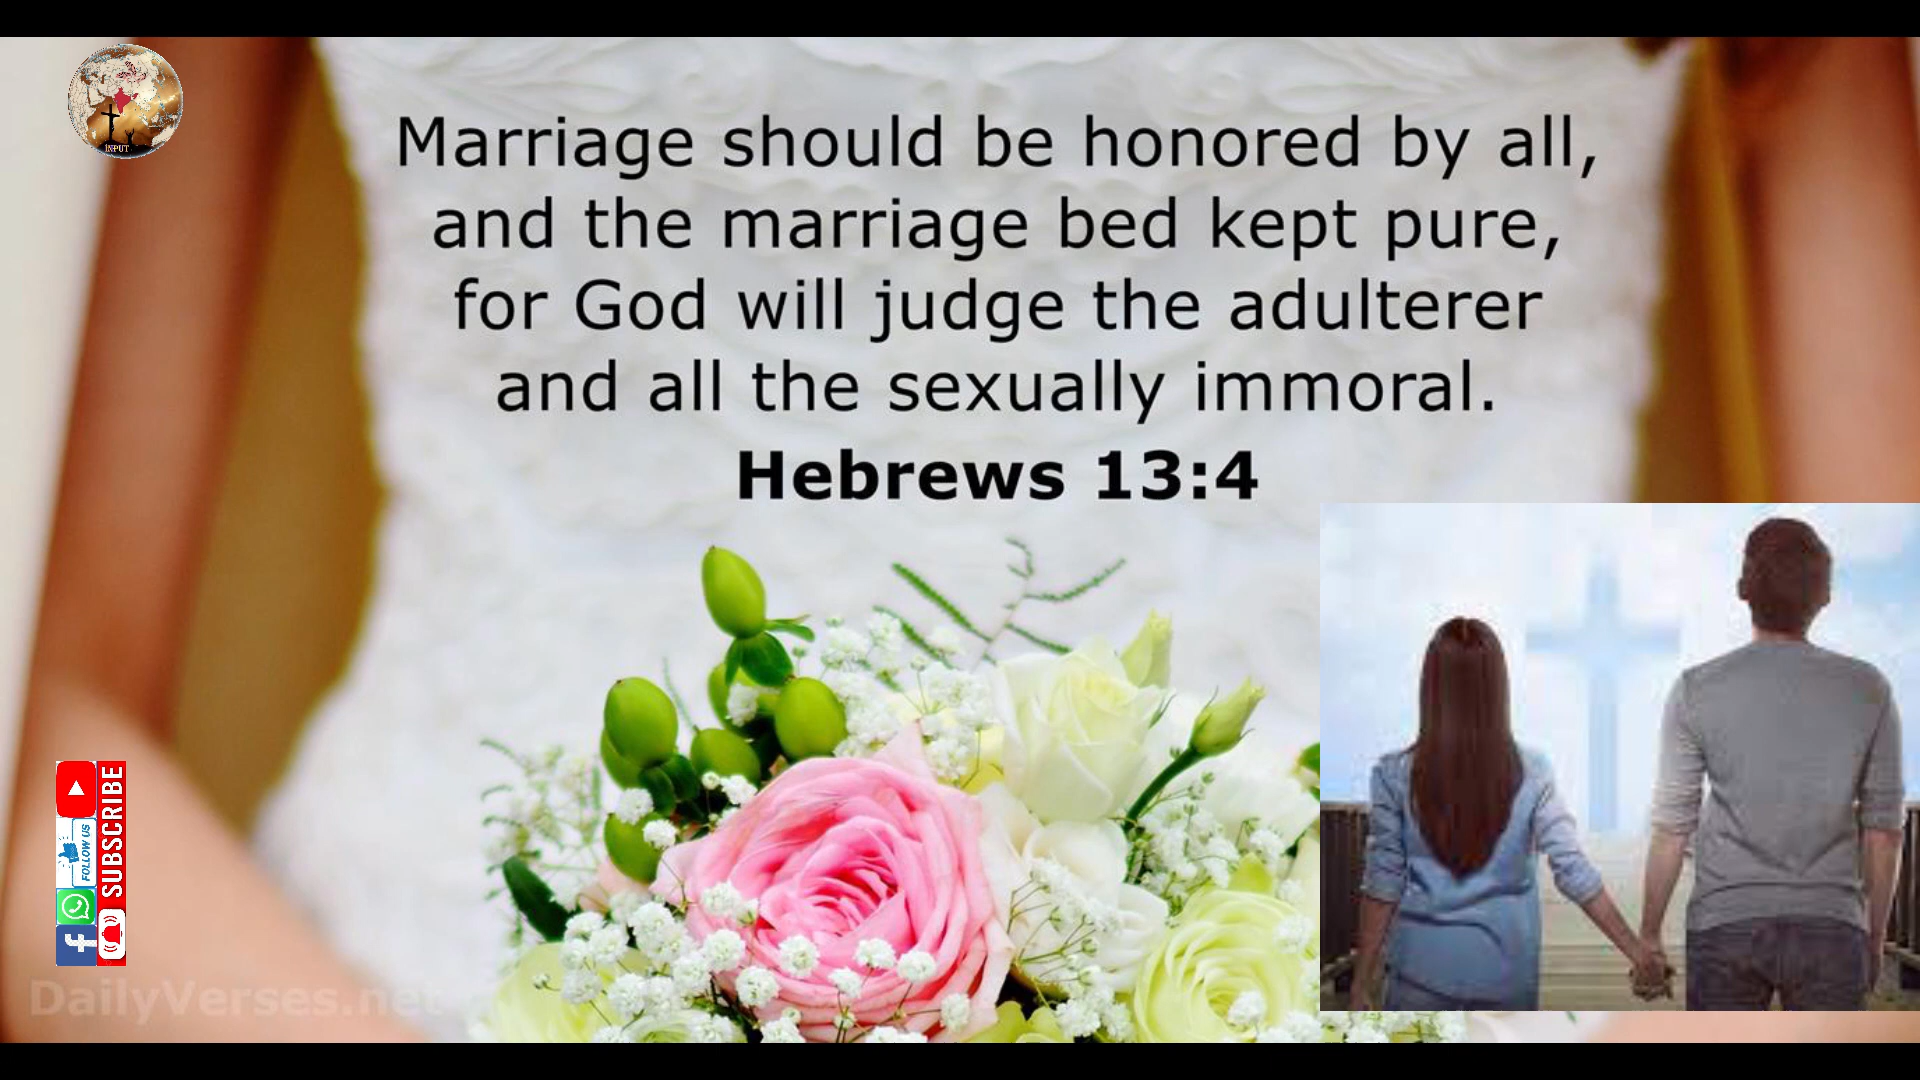 INPUT
Marriage should be honored by all,
and the marriage bed kept pure,
for God will judge the adulterer
and all the sexually immoral.
Hebrews 13:4
FOLLOW US
SUBSCRIBE
DailyVerses.net